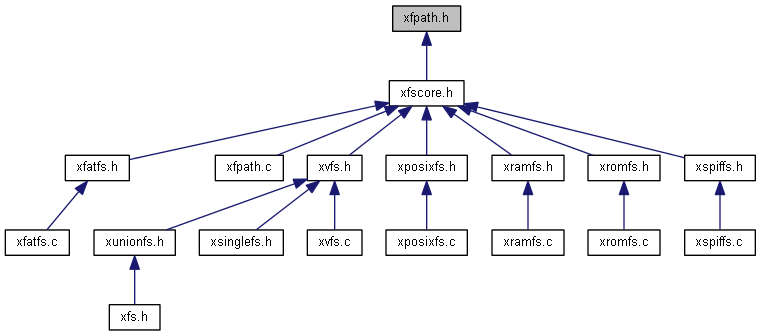 xfpath.h
xfscore.h
xfatfs.h
xfpath.c
xvfs.h
xposixfs.h
xramfs.h
xromfs.h
xspiffs.h
xfatfs.c
xunionfs.h
xsinglefs.h
xvfs.c
xposixfs.c
xramfs.c
xromfs.c
xspiffs.c
xfs.h